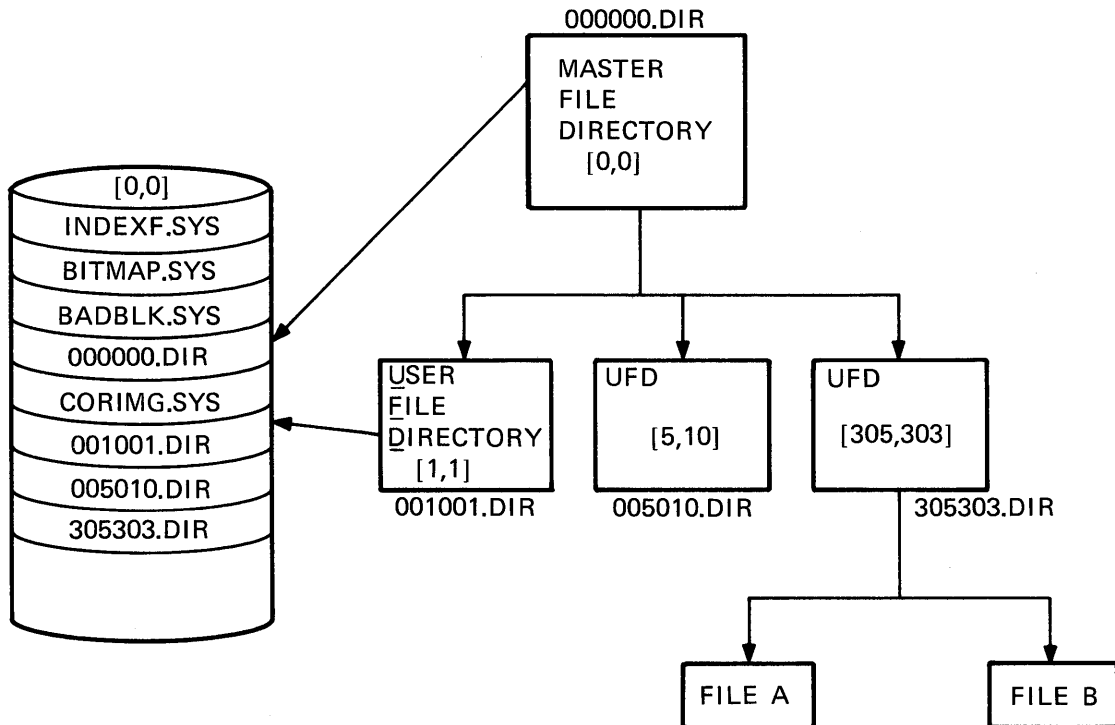 000000.DIR
MASTER
FILE
DIRECTORY
[0,0]
[0,0]
INDEXF.SYS
BITMAP.SYS
BADBLK.SYS
000000.DIR
CORIMG.SYS
001001.DIR
005010.DIR
305303.DIR
USER
FILE
DIRECTORY
[1,1]
001001.DIR
UFD
[5,10]
005010.DIR
UFD
[305,303]
305303.DIR
FILE A
FILE B